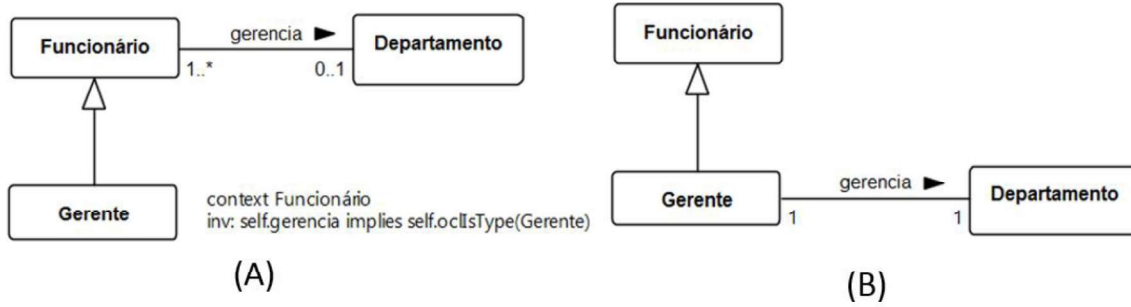 Funcionário
gerencia
Departamento
1..*
0..1
Gerente
context Funcionário
inv: self.gerencia implies self.oclIsType(Gerente)
(A)
Funcionário
gerencia
Gerente
Departamento
1
1
(B)